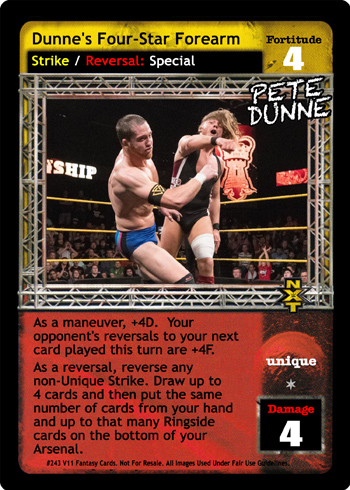 Dunne's Four-Star Forearm
Fortitude
4
Strike / Reversal: Special
PETE
DUNNE
SHIP
NXT
As a maneuver, +4D. Your
opponent's reversals to your next
card played this turn are +4F.
As a reversal, reverse any
non-Unique Strike. Draw up to
4 cards and then put the same
number of cards from your hand
and up to that many Ringside
cards on the bottom of your
Arsenal.
unique
Damage
4
#243 V11 Fantasy Cards. Not For Resale. All Images Used Under Fair Use Guidelines.